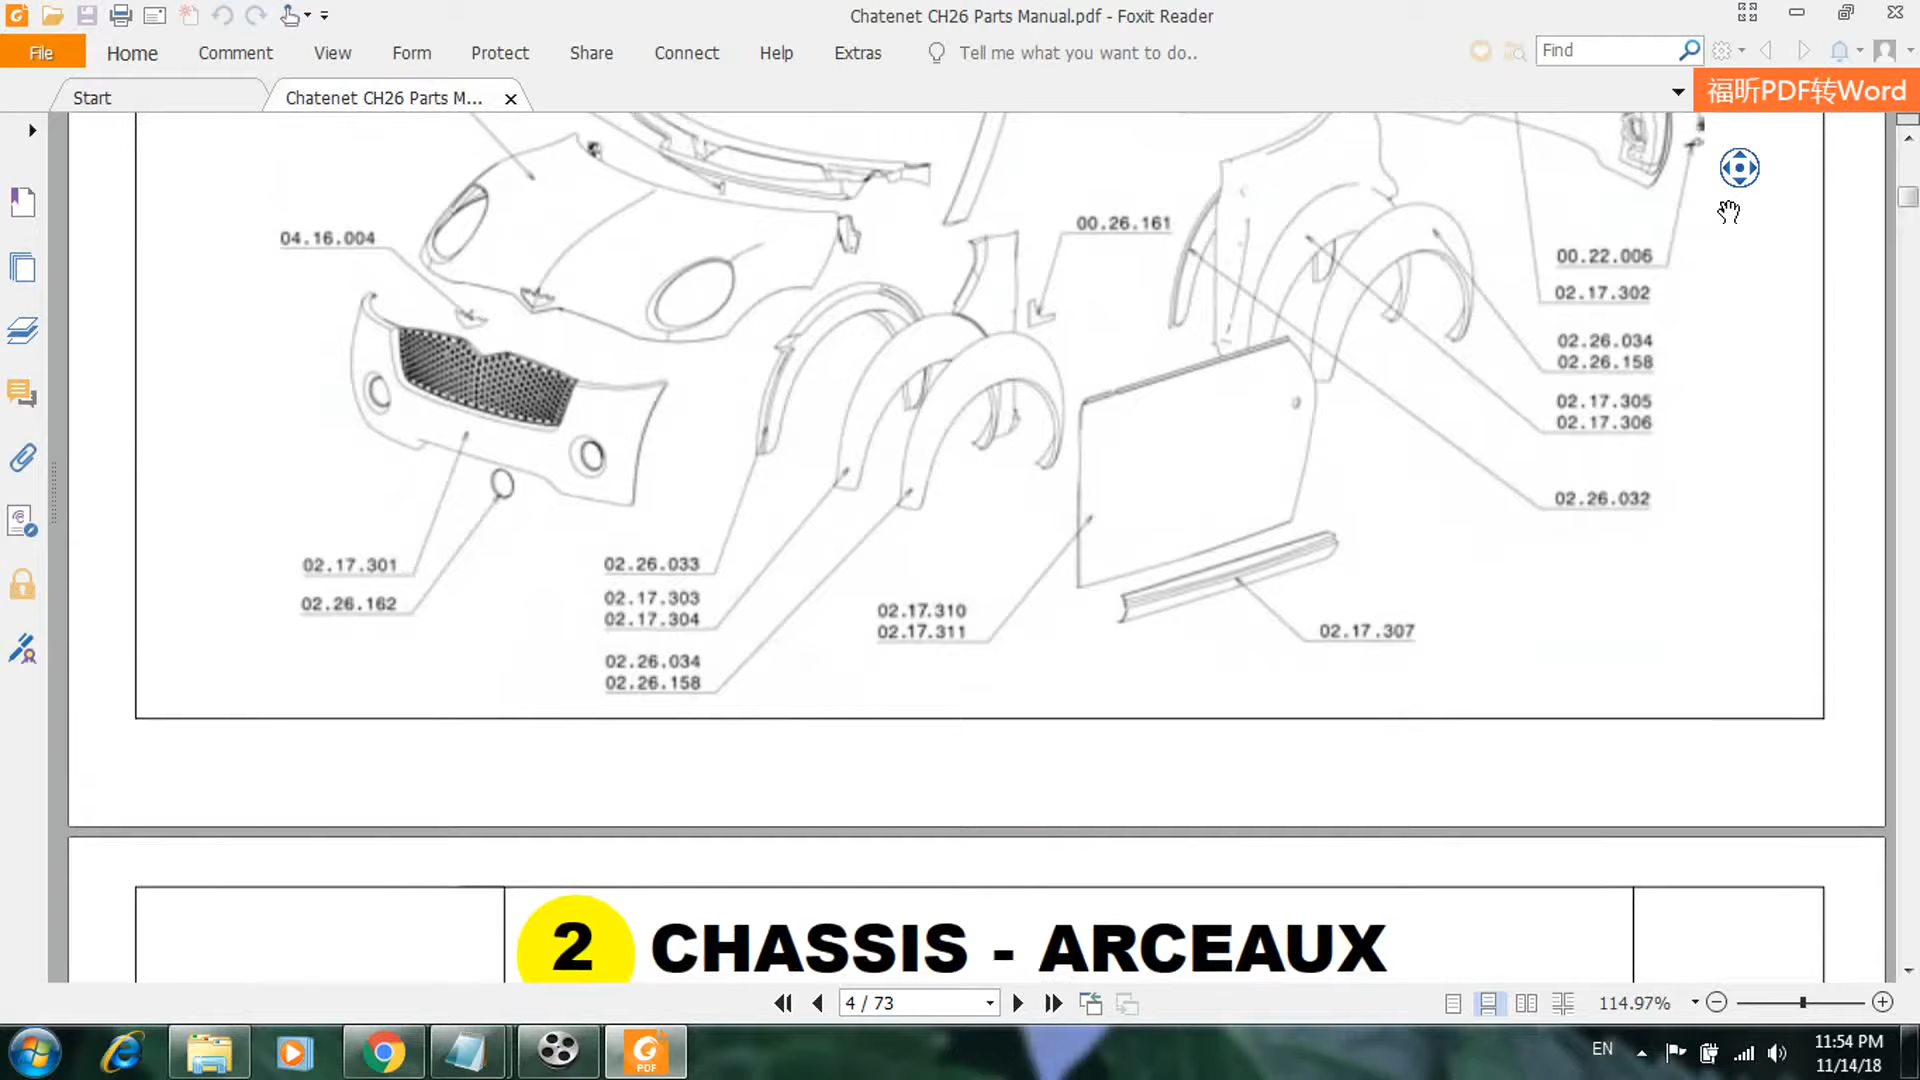 Chatenet CH26 Parts Manual.pdf - Foxit Reader
File Home Comment View Form Protect Share Connect Help Extras Tell me what you want to do.. Find
Start Chatenet CH26 Parts M...
福昕PDF转Word
04.16.004
00.26.161
00.22.006
02.17.302
02.26.034
02.26.158
02.17.305
02.17.306
02.26.032
02.17.301
02.26.162
02.26.033
02.17.303
02.17.304
02.26.034
02.26.158
02.17.310
02.17.311
02.17.307
2 CHASSIS - ARCEAUX
4 / 73
114.97%
PDF
EN
11:54 PM
11/14/18